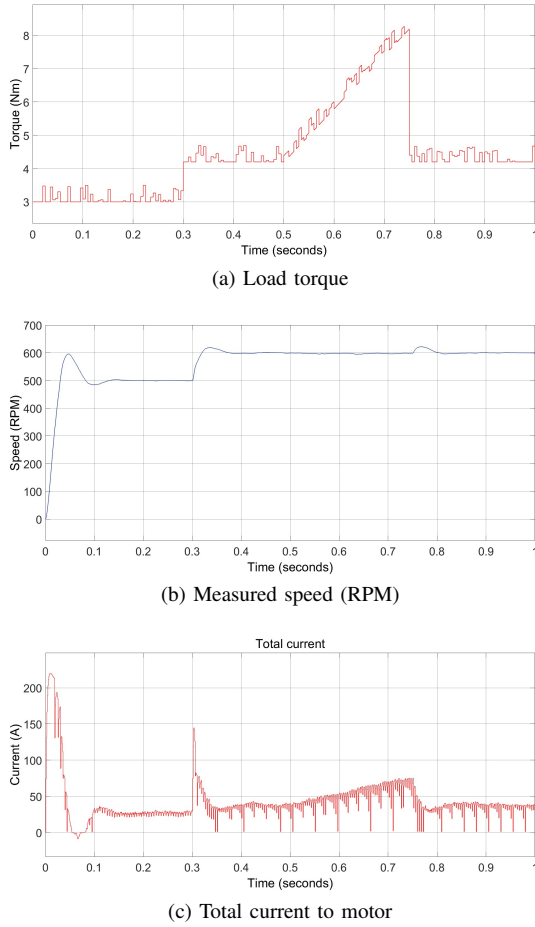 8
7
6
5
4
3
Torque (Nm)
0 0.1 0.2 0.3 0.4 0.5 0.6 0.7 0.8 0.9 1
Time (seconds)
(a) Load torque
700
600
500
400
300
200
100
0
Speed (RPM)
0 0.1 0.2 0.3 0.4 0.5 0.6 0.7 0.8 0.9 1
Time (seconds)
(b) Measured speed (RPM)
Total current
200
150
100
50
0
Current (A)
0 0.1 0.2 0.3 0.4 0.5 0.6 0.7 0.8 0.9 1
Time (seconds)
(c) Total current to motor